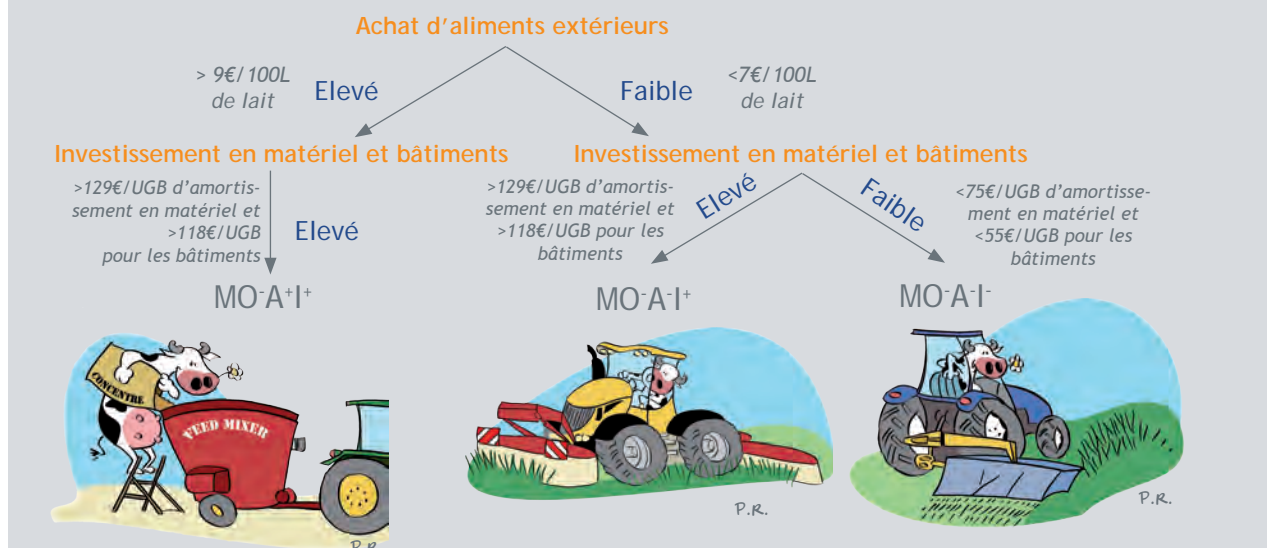 Achat d'aliments extérieurs
> 9€/100L
de lait
Elevé
Faible
<7€/100L
de lait
Investissement en matériel et bâtiments
Investissement en matériel et bâtiments
>129€/UGB d'amortis-
sement en matériel et
>118€/UGB
pour les bâtiments
Elevé
>129€/UGB d'amortis-
sement en matériel et
>118€/UGB pour les
bâtiments
Elevé
Faible
<75€/UGB d'amortisse-
ment en matériel et
<55€/UGB pour les
bâtiments
MO⁻A⁺I⁺
MO⁻A⁻I⁺
MO⁻A⁻I⁻
CONCENTRE
VEED MIXER
P.R.
P.R.
P.R.